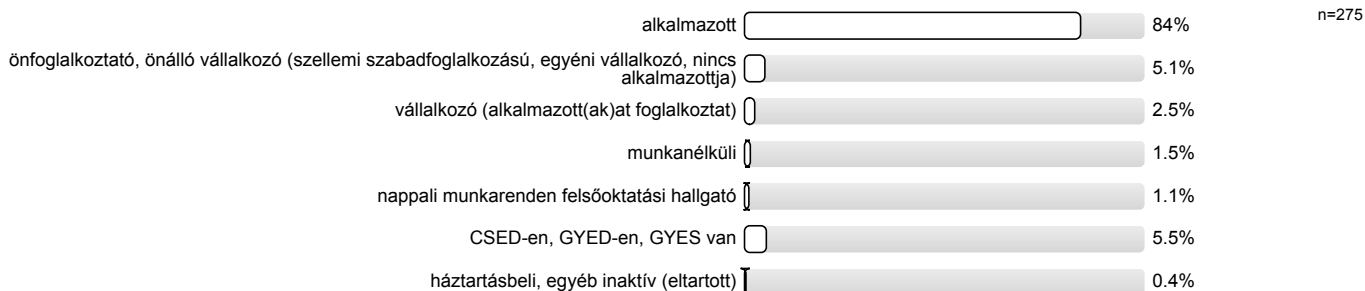 alkalmazott 84% n=275
önfoglalkoztató, önálló vállalkozó (szellemi szabadfoglalkozású, egyéni vállalkozó, nincs
alkalmazottja) 5.1%
vállalkozó (alkalmazott(ak)at foglalkoztat) 2.5%
munkanélküli 1.5%
nappali munkarenden felsőoktatási hallgató 1.1%
CSED-en, GYED-en, GYES van 5.5%
háztartásbeli, egyéb inaktív (eltartott) 0.4%